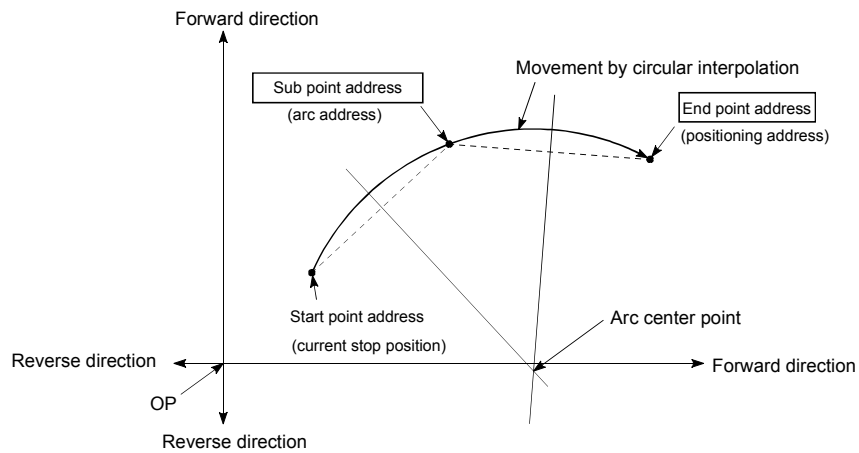 Forward direction
Movement by circular interpolation
Sub point address
(arc address)
End point address
(positioning address)
Start point address
(current stop position)
Arc center point
Reverse direction
Forward direction
OP
Reverse direction